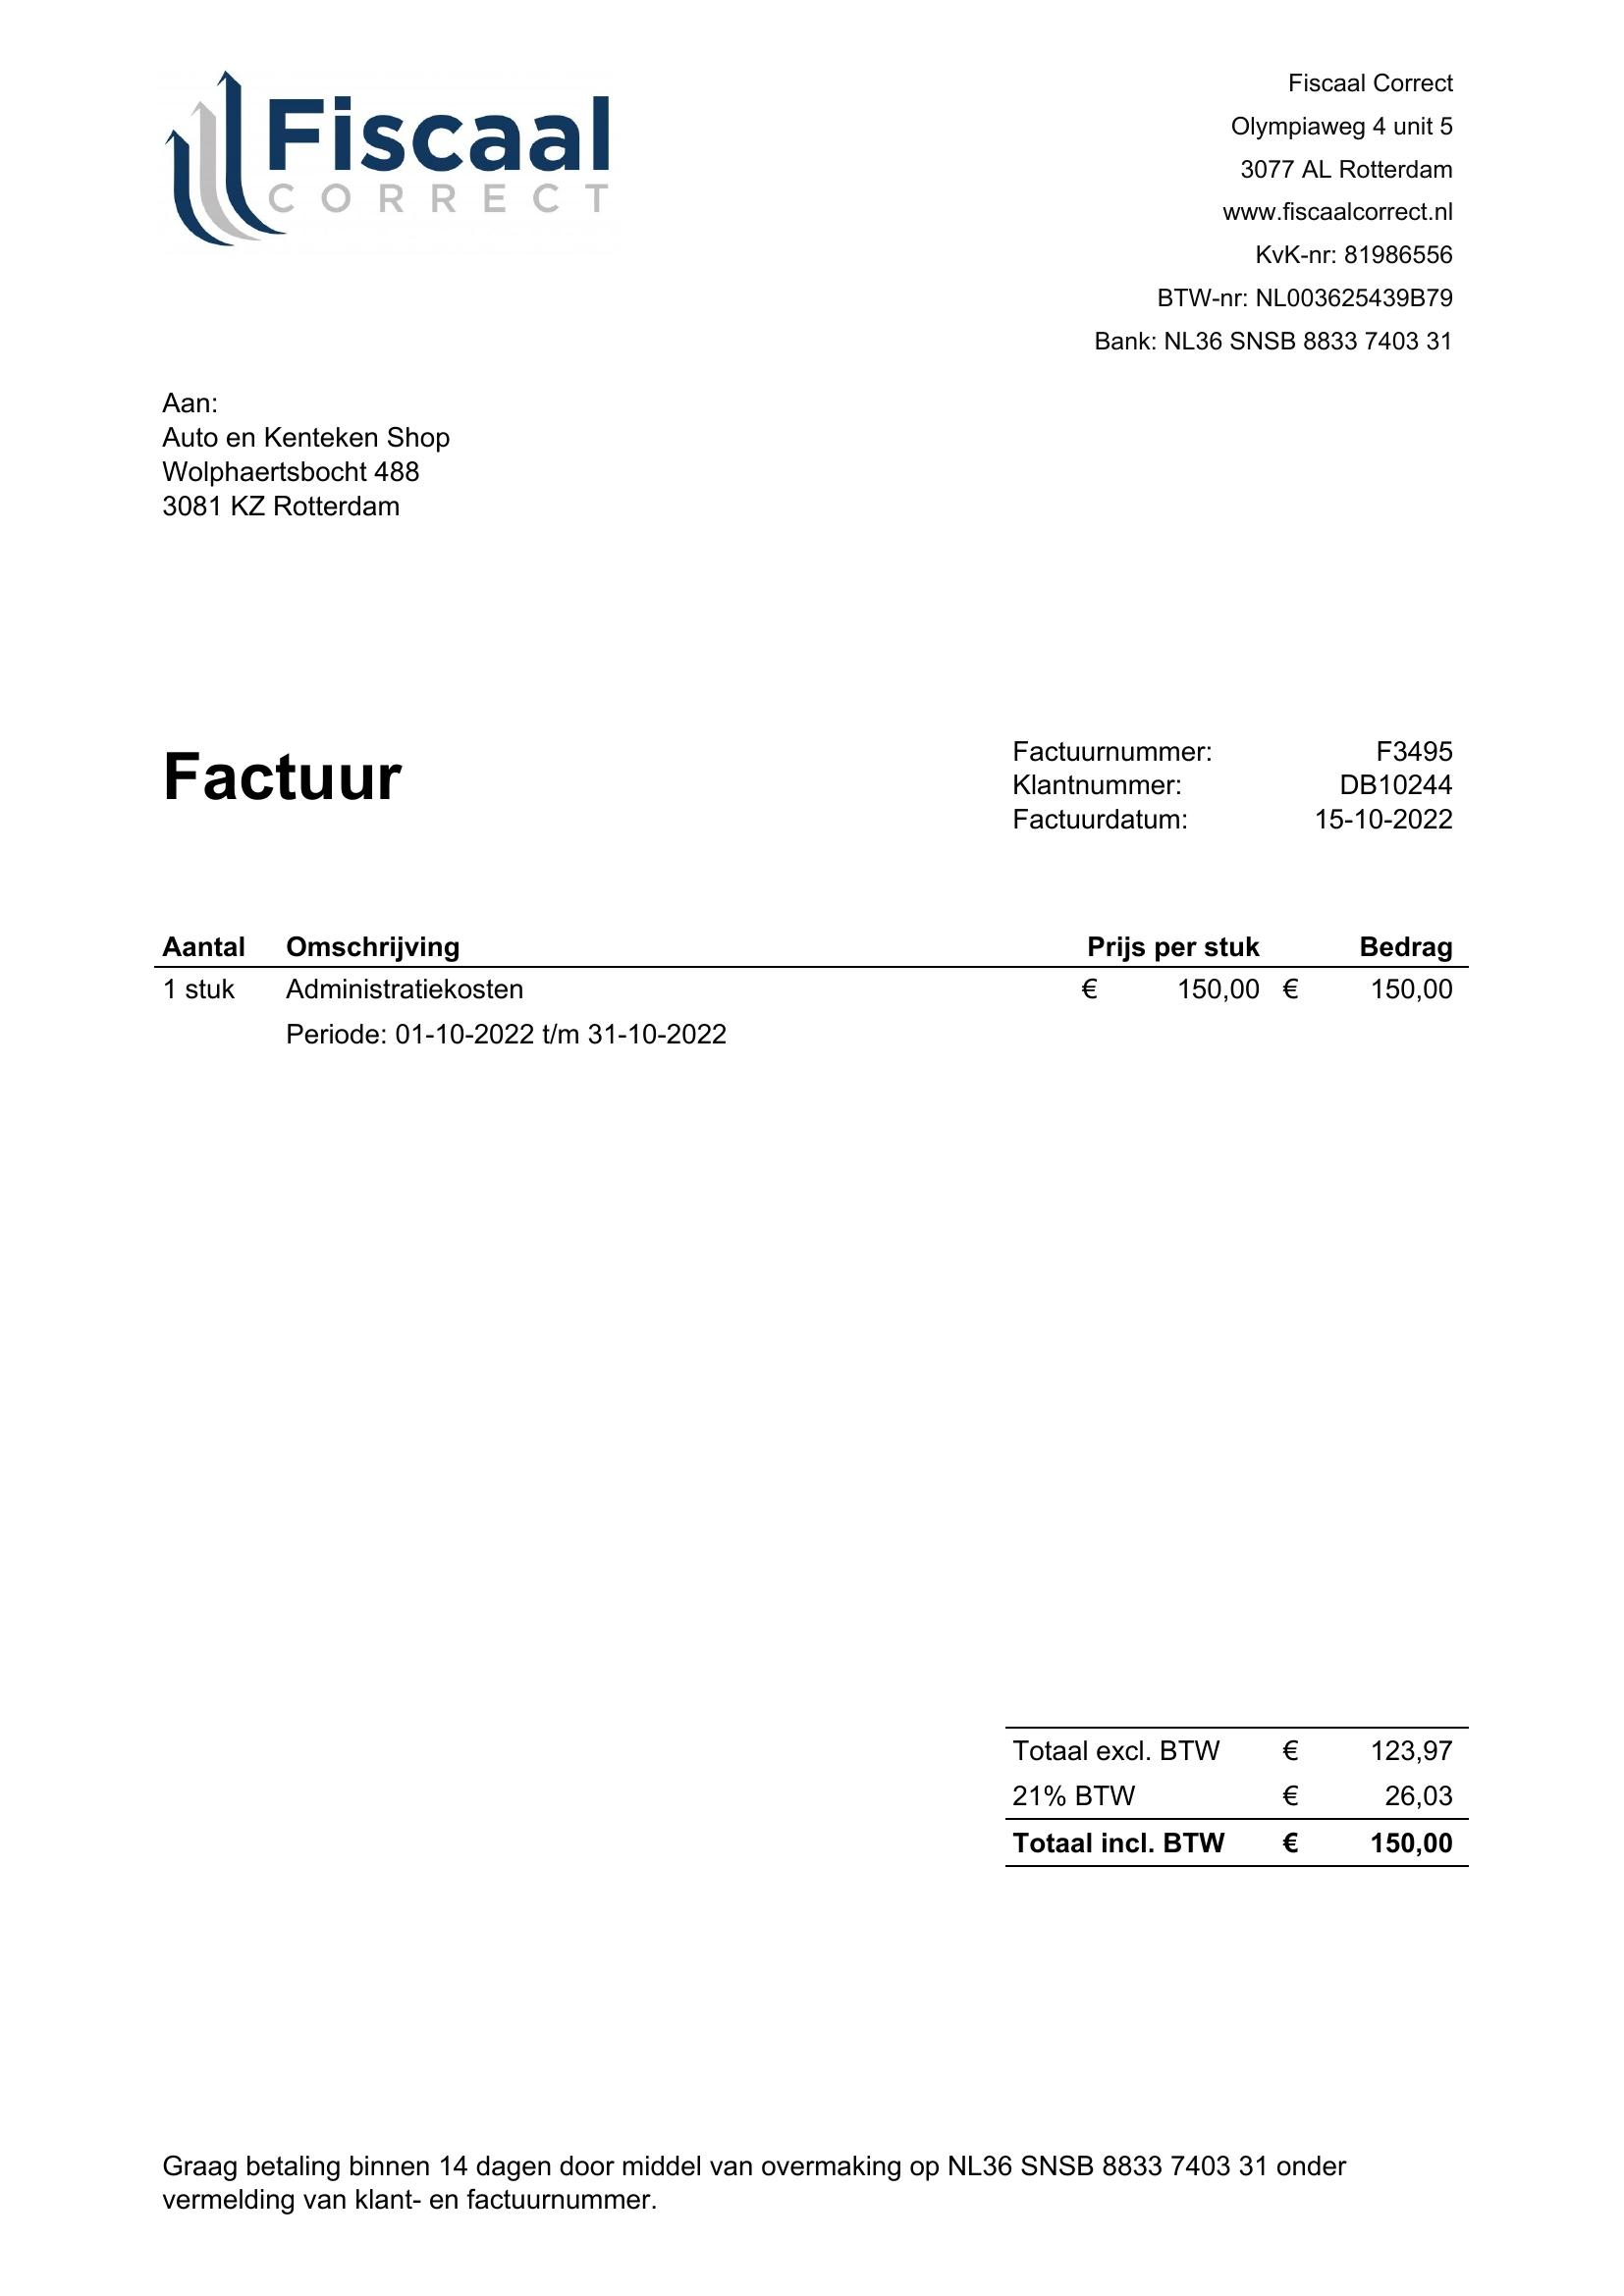 Fiscaal
CORRECT
Fiscaal Correct
Olympiaweg 4 unit 5
3077 AL Rotterdam
www.fiscaalcorrect.nl
KvK-nr: 81986556
BTW-nr: NL003625439B79
Bank: NL36 SNSB 8833 7403 31
Aan:
Auto en Kenteken Shop
Wolphaertsbocht 488
3081 KZ Rotterdam
Factuur
Factuurnummer: F3495
Klantnummer: DB10244
Factuurdatum: 15-10-2022
Aantal Omschrijving Prijs per stuk Bedrag
1 stuk Administratiekosten € 150,00 € 150,00
Periode: 01-10-2022 t/m 31-10-2022
Totaal excl. BTW € 123,97
21% BTW € 26,03
Totaal incl. BTW € 150,00
Graag betaling binnen 14 dagen door middel van overmaking op NL36 SNSB 8833 7403 31 onder
vermelding van klant- en factuurnummer.